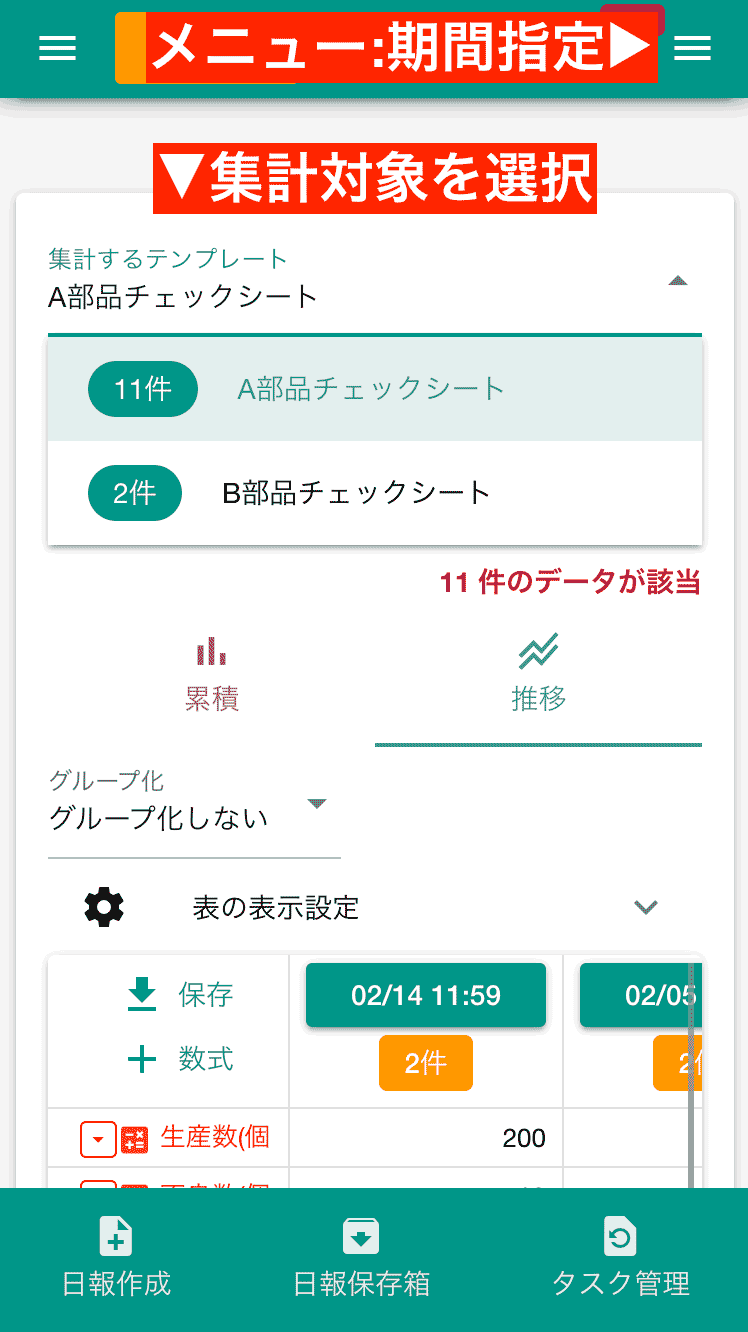 メニュー:期間指定▶
▼集計対象を選択
集計するテンプレート
A部品チェックシート
11件 A部品チェックシート
2件 B部品チェックシート
11 件のデータが該当
累積 推移
グループ化
グループ化しない
表の表示設定
保存 02/14 11:59 02/05
数式 2件
生産数(個 200
日報作成 日報保存箱 タスク管理